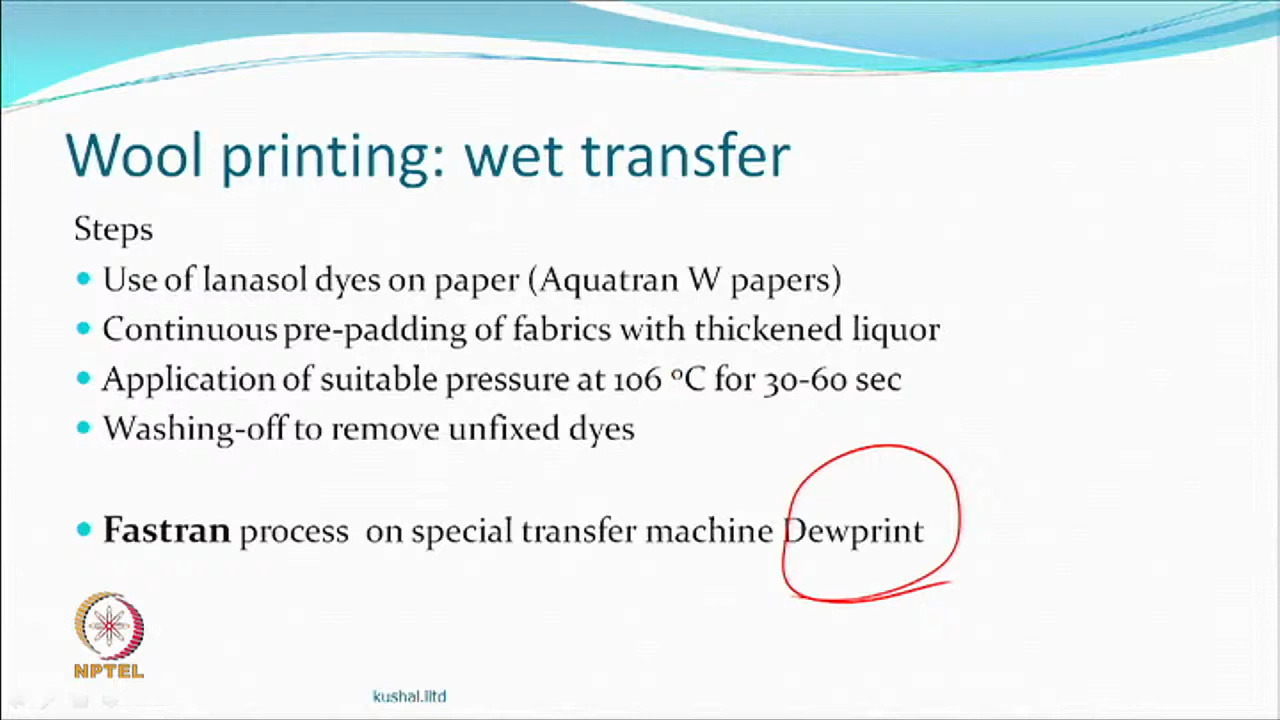 Wool printing: wet transfer
Steps
Use of lanasol dyes on paper (Aquatran W papers)
Continuous pre-padding of fabrics with thickened liquor
Application of suitable pressure at 106 ºC for 30-60 sec
Washing-off to remove unfixed dyes
Fastran process on special transfer machine Dewprint
NPTEL
kushal.iitd